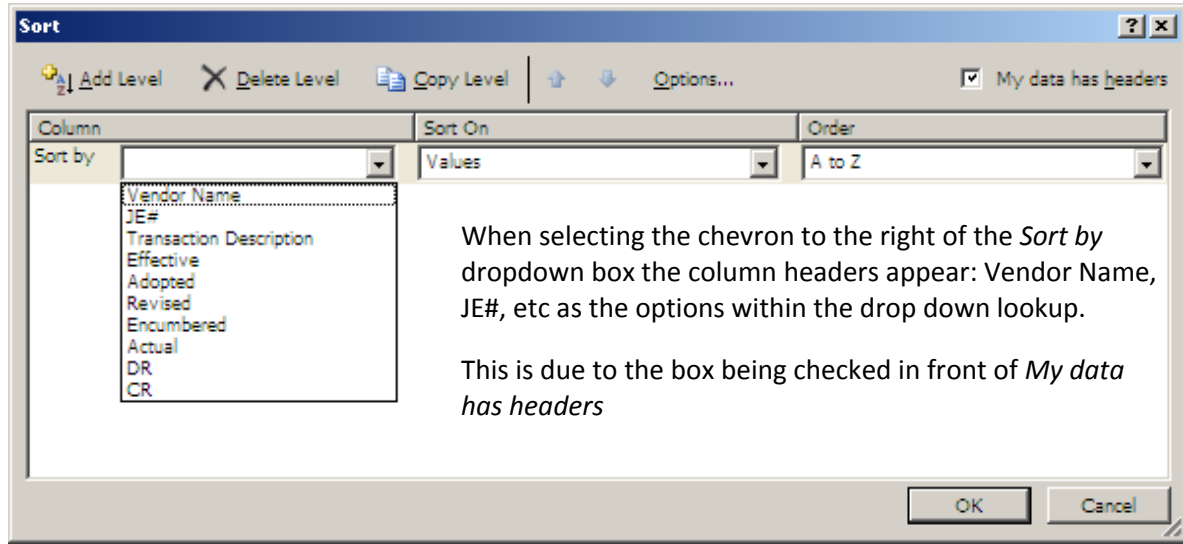 Sort
Add Level Delete Level Copy Level Options... My data has headers
Column Sort On Order
Sort by Values A to Z
Vendor Name
JE#
Transaction Description
Effective
Adopted
Revised
Encumbered
Actual
DR
CR
When selecting the chevron to the right of the Sort by
dropdown box the column headers appear: Vendor Name,
JE#, etc as the options within the drop down lookup.
This is due to the box being checked in front of My data
has headers
OK Cancel